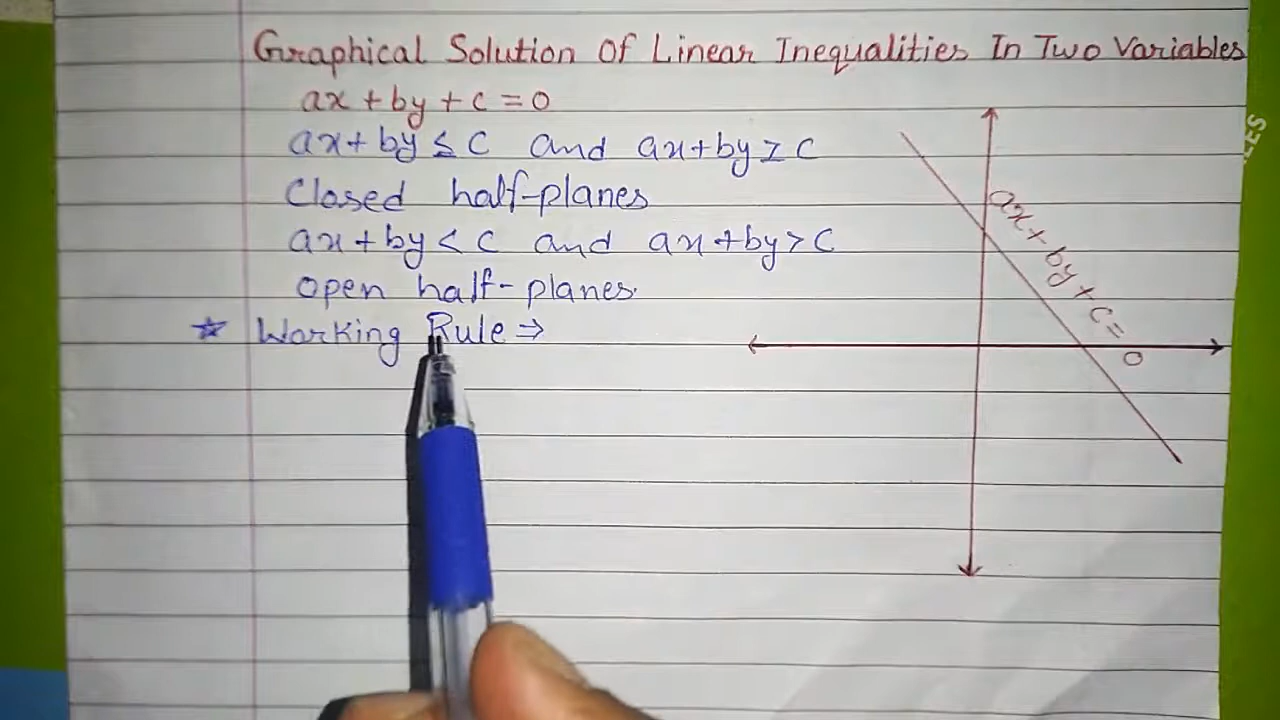 Graphical Solution Of Linear Inequalities In Two Variables
ax + by + c = 0
ax + by ≤ c and ax + by ≥ c
Closed half-planes
ax + by < c and ax + by > c
open half-planes.
☆ Working Rule ⇒
ax + by + c = 0